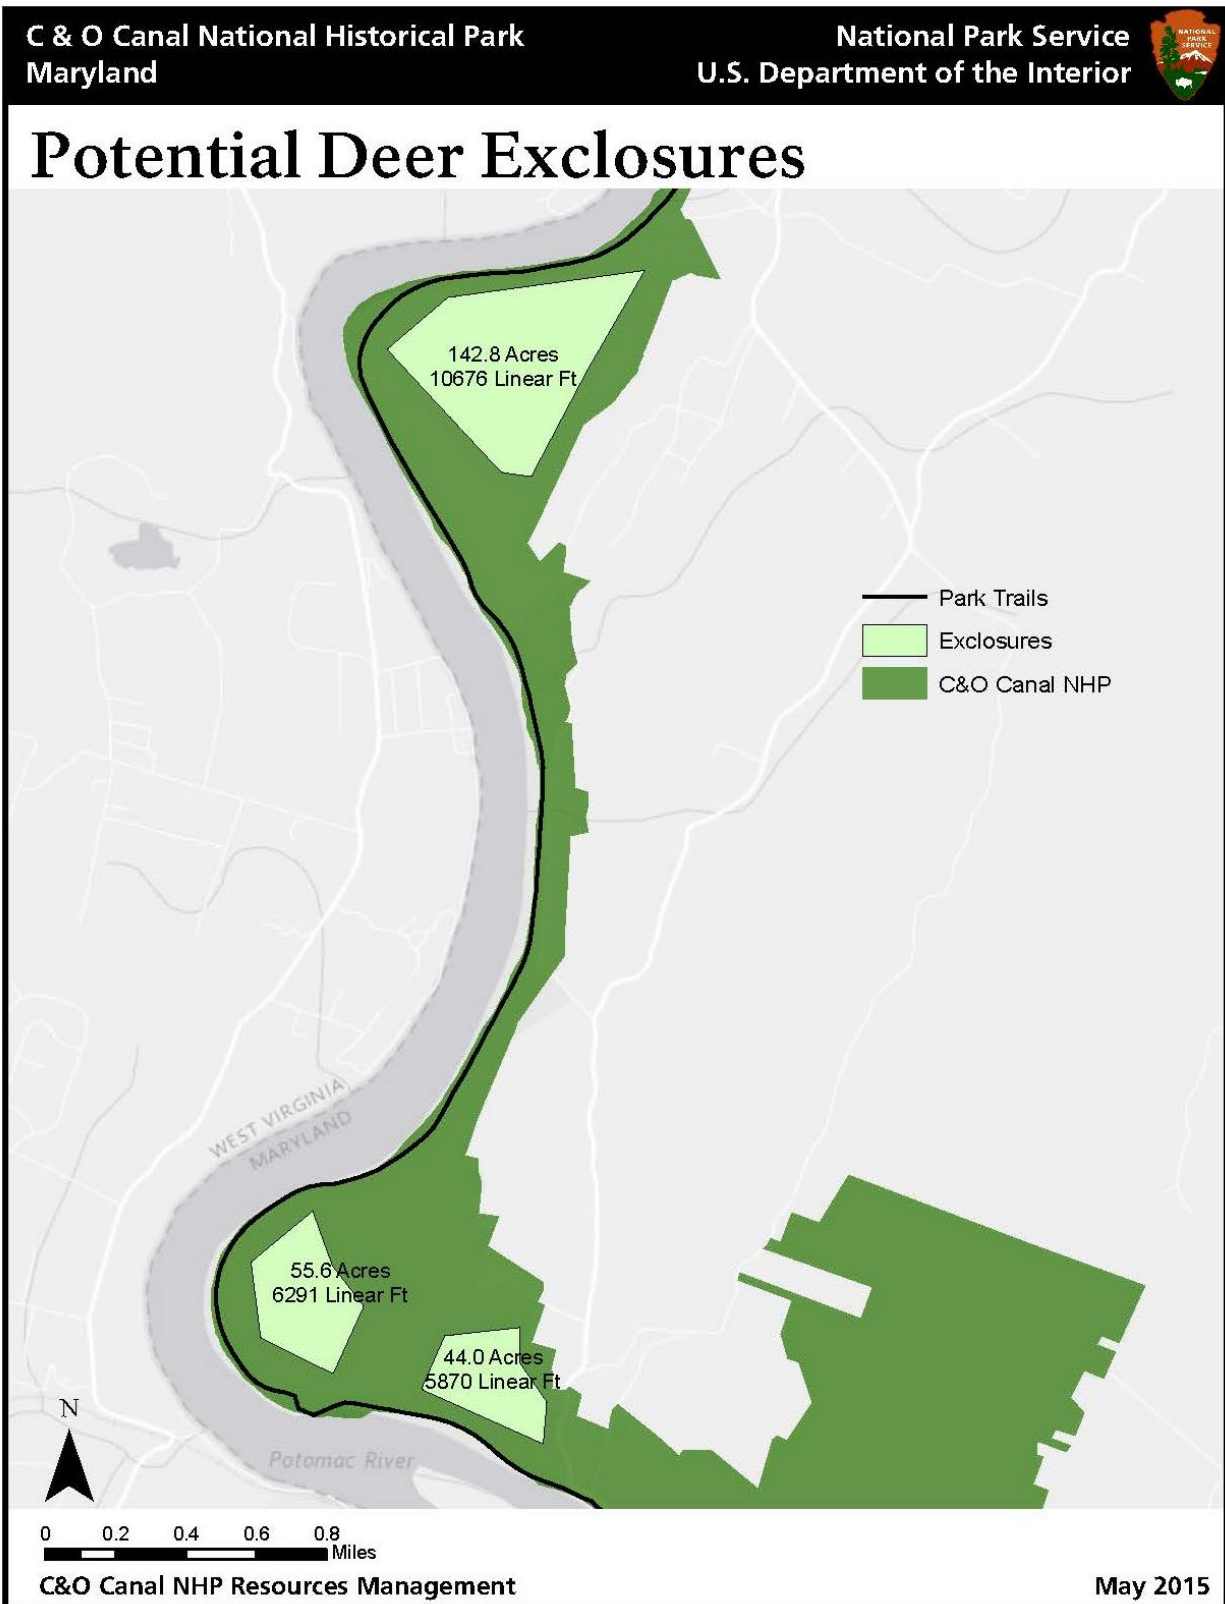 C & O Canal National Historical Park
Maryland
National Park Service
U.S. Department of the Interior
NATIONAL
PARK
SERVICE
Potential Deer Exclosures
142.8 Acres
10676 Linear Ft
Park Trails
Exclosures
C&O Canal NHP
WEST VIRGINIA
MARYLAND
55.6 Acres
6291 Linear Ft
44.0 Acres
5870 Linear Ft
N
Potomac River
0 0.2 0.4 0.6 0.8
Miles
C&O Canal NHP Resources Management
May 2015